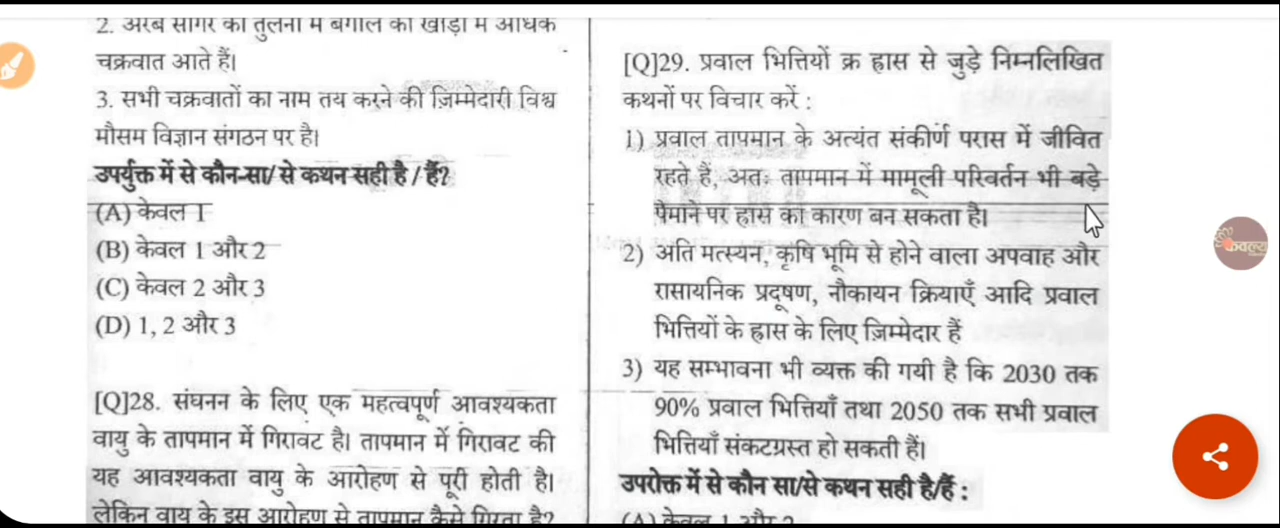 2. अरब सागर की तुलना में बंगाल की खाड़ी में अधिक
चक्रवात आते हैं।
3. सभी चक्रवातों का नाम तय करने की ज़िम्मेदारी विश्व
मौसम विज्ञान संगठन पर है।
उपर्युक्त में से कौन-सा/से कथन सही है / हैं?
(A) केवल 1
(B) केवल 1 और 2
(C) केवल 2 और 3
(D) 1, 2 और 3
[Q]28. संघनन के लिए एक महत्वपूर्ण आवश्यकता
वायु के तापमान में गिरावट है। तापमान में गिरावट की
यह आवश्यकता वायु के आरोहण से पूरी होती है।
लेकिन वायु के इस आरोहण से तापमान कैसे गिरता है?
[Q]29. प्रवाल भित्तियों क्र ह्रास से जुड़े निम्नलिखित
कथनों पर विचार करें :
1) प्रवाल तापमान के अत्यंत संकीर्ण परास में जीवित
रहते हैं, अतः तापमान में मामूली परिवर्तन भी बड़े
पैमाने पर ह्रास का कारण बन सकता है।
2) अति मत्स्यन, कृषि भूमि से होने वाला अपवाह और
रासायनिक प्रदूषण, नौकायन क्रियाएँ आदि प्रवाल
भित्तियों के ह्रास के लिए ज़िम्मेदार हैं
3) यह सम्भावना भी व्यक्त की गयी है कि 2030 तक
90% प्रवाल भित्तियाँ तथा 2050 तक सभी प्रवाल
भित्तियाँ संकटग्रस्त हो सकती हैं।
उपरोक्त में से कौन सा/से कथन सही है/हैं :
(A) केवल 1 और 2
कैवल्य